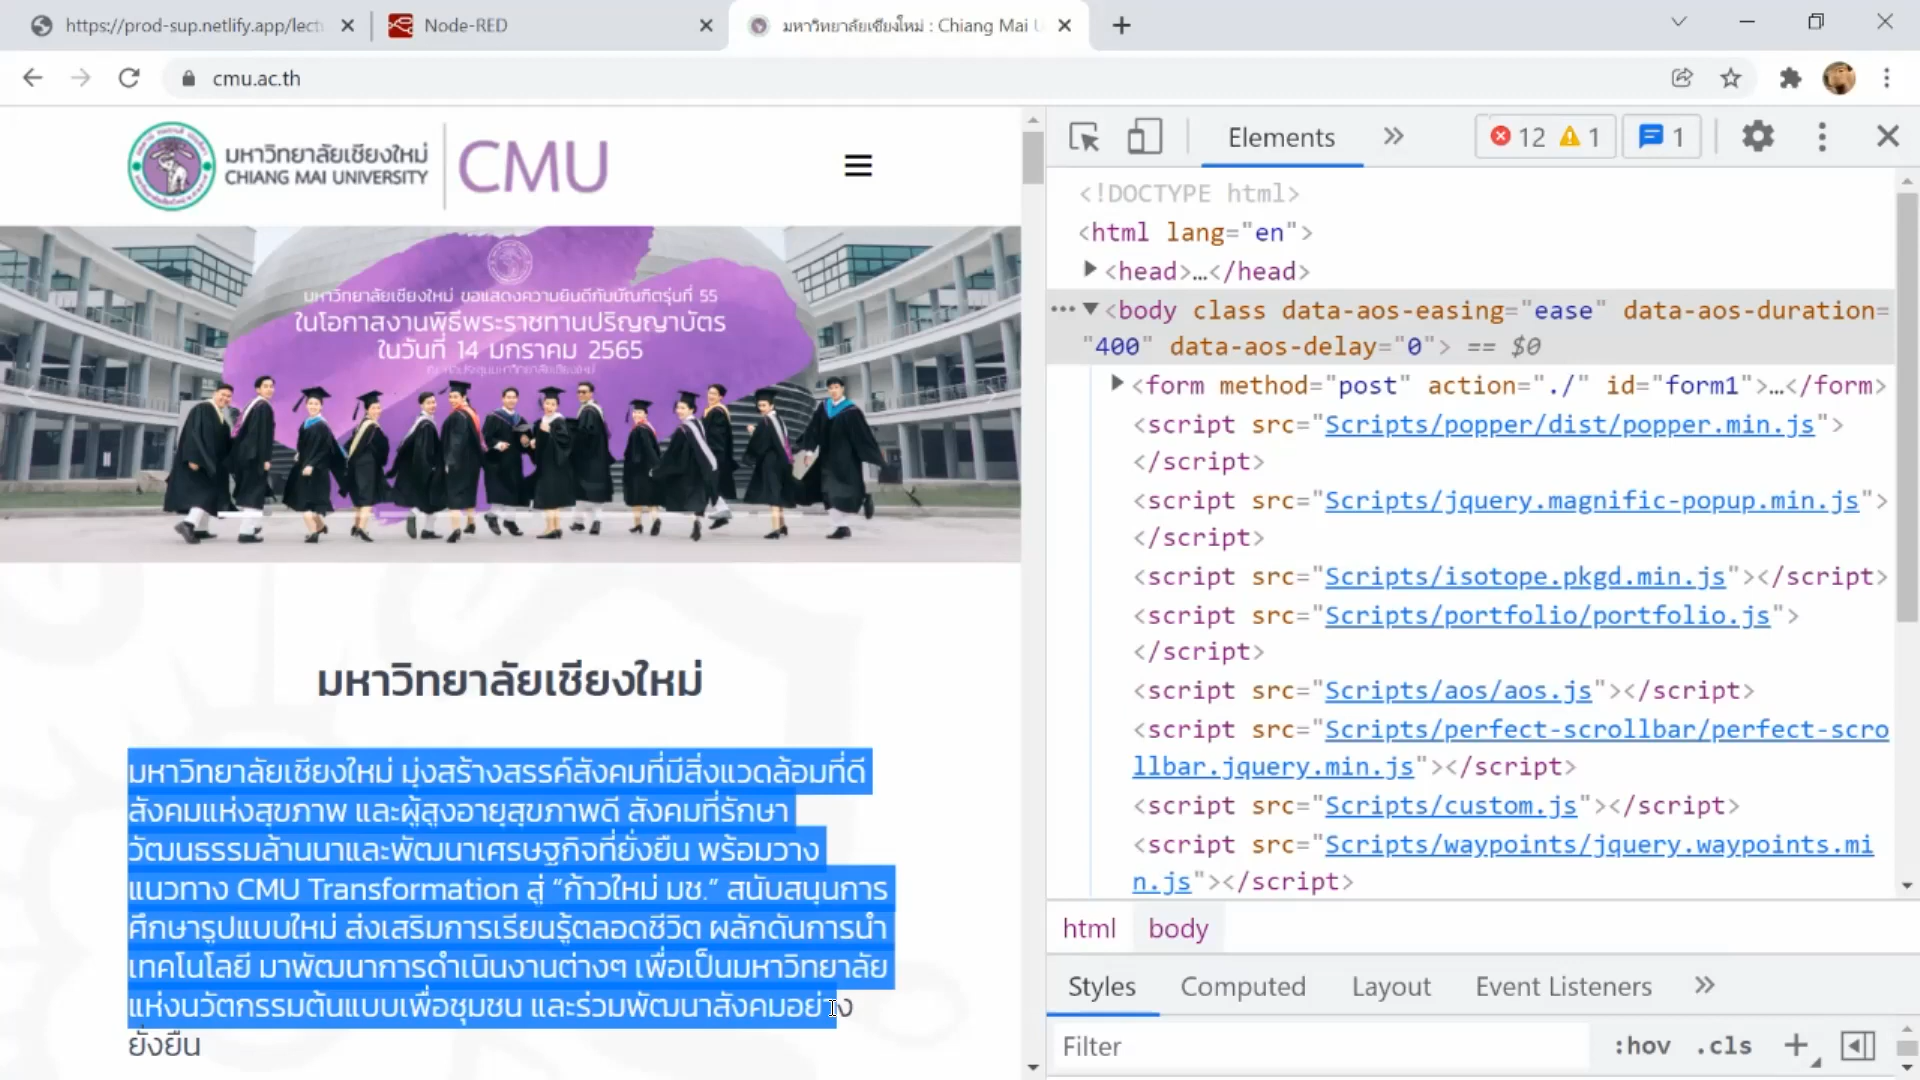 https://prod-sup.netlify.app/lect
Node-RED
มหาวิทยาลัยเชียงใหม่ : Chiang Mai U
cmu.ac.th
มหาวิทยาลัยเชียงใหม่
CHIANG MAI UNIVERSITY
CMU
มหาวิทยาลัยเชียงใหม่ ขอแสดงความยินดีกับบัณฑิตรุ่นที่ 55
ในโอกาสงานพิธีพระราชทานปริญญาบัตร
ในวันที่ 14 มกราคม 2565
มหาวิทยาลัยเชียงใหม่
มหาวิทยาลัยเชียงใหม่ มุ่งสร้างสรรค์สังคมที่มีสิ่งแวดล้อมที่ดี
สังคมแห่งสุขภาพ และผู้สูงอายุสุขภาพดี สังคมที่รักษา
วัฒนธรรมล้านนาและพัฒนาเศรษฐกิจที่ยั่งยืน พร้อมวาง
แนวทาง CMU Transformation สู่ “ก้าวใหม่ มช.” สนับสนุนการ
ศึกษารูปแบบใหม่ ส่งเสริมการเรียนรู้ตลอดชีวิต ผลักดันการนำ
เทคโนโลยี มาพัฒนาการดำเนินงานต่างๆ เพื่อเป็นมหาวิทยาลัย
แห่งนวัตกรรมต้นแบบเพื่อชุมชน และร่วมพัฒนาสังคมอย่าง
ยั่งยืน
Elements
12
1
1
<!DOCTYPE html>
<html lang="en">
<head>…</head>
<body class data-aos-easing="ease" data-aos-duration=
"400" data-aos-delay="0"> == $0
<form method="post" action="./" id="form1">…</form>
<script src="Scripts/popper/dist/popper.min.js">
</script>
<script src="Scripts/jquery.magnific-popup.min.js">
</script>
<script src="Scripts/isotope.pkgd.min.js"></script>
<script src="Scripts/portfolio/portfolio.js">
</script>
<script src="Scripts/aos/aos.js"></script>
<script src="Scripts/perfect-scrollbar/perfect-scro
llbar.jquery.min.js"></script>
<script src="Scripts/custom.js"></script>
<script src="Scripts/waypoints/jquery.waypoints.mi
n.js"></script>
html
body
Styles
Computed
Layout
Event Listeners
Filter
:hov
.cls